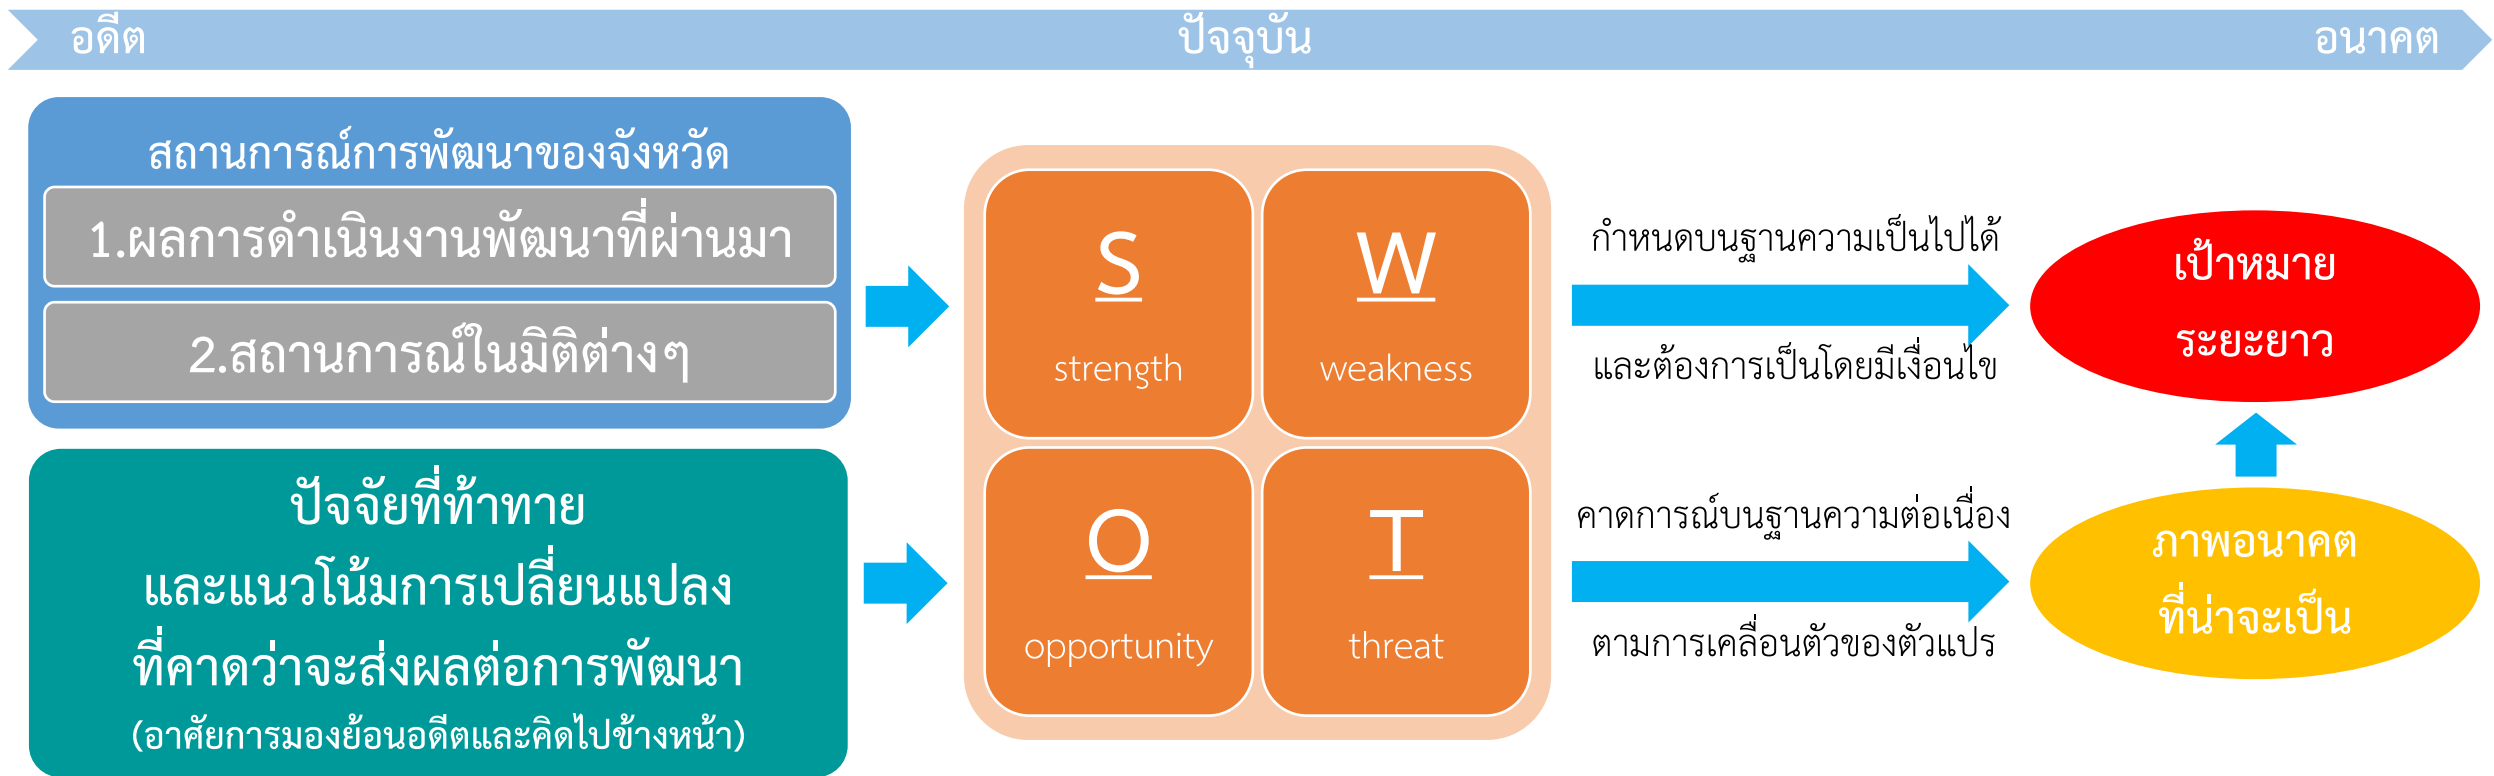 อดีต
ปัจจุบัน
อนาคต
สถานการณ์การพัฒนาของจังหวัด
1.ผลการดำเนินงานพัฒนาที่ผ่านมา
2.สถานการณ์ในมิติต่างๆ
ปัจจัยที่ท้าทาย
และแนวโน้มการเปลี่ยนแปลง
ที่คาดว่าจะส่งผลต่อการพัฒนา
(อาศัยการมองย้อนอดีตและคิดไปข้างหน้า)
S
strength
W
weakness
O
opportunity
T
threat
กำหนดบนฐานความเป็นไปได้
และต้องการเป็นโดยมีเงื่อนไข
คาดการณ์บนฐานความต่อเนื่อง
ตามการเคลื่อนตัวของตัวแปร
เป้าหมาย
ระยะยาว
ภาพอนาคต
ที่น่าจะเป็น